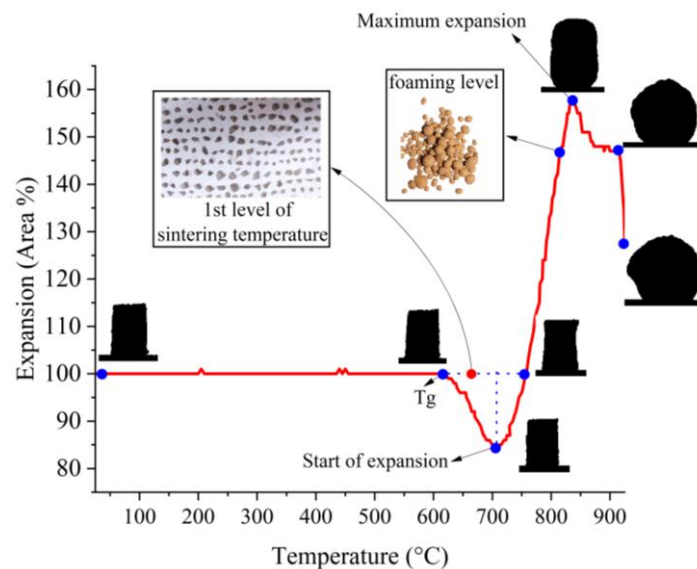 Maximum expansion
foaming level
1st level of
sintering temperature
Tg
Start of expansion
Expansion (Area %)
160
150
140
130
120
110
100
90
80
100
200
300
400
500
600
700
800
900
Temperature (°C)